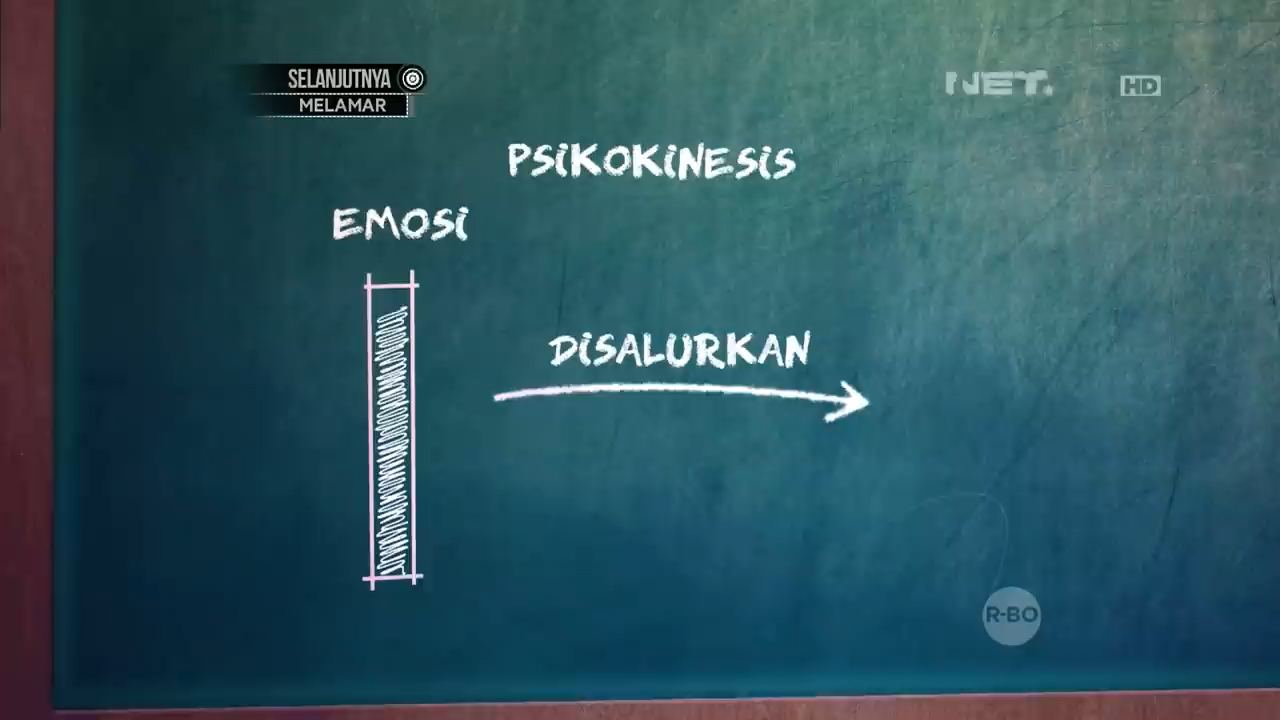 SELANJUTNYA
MELAMAR
NET.
HD
PSiKOKiNESiS
EMOSi
DiSALURKAN
R-BO